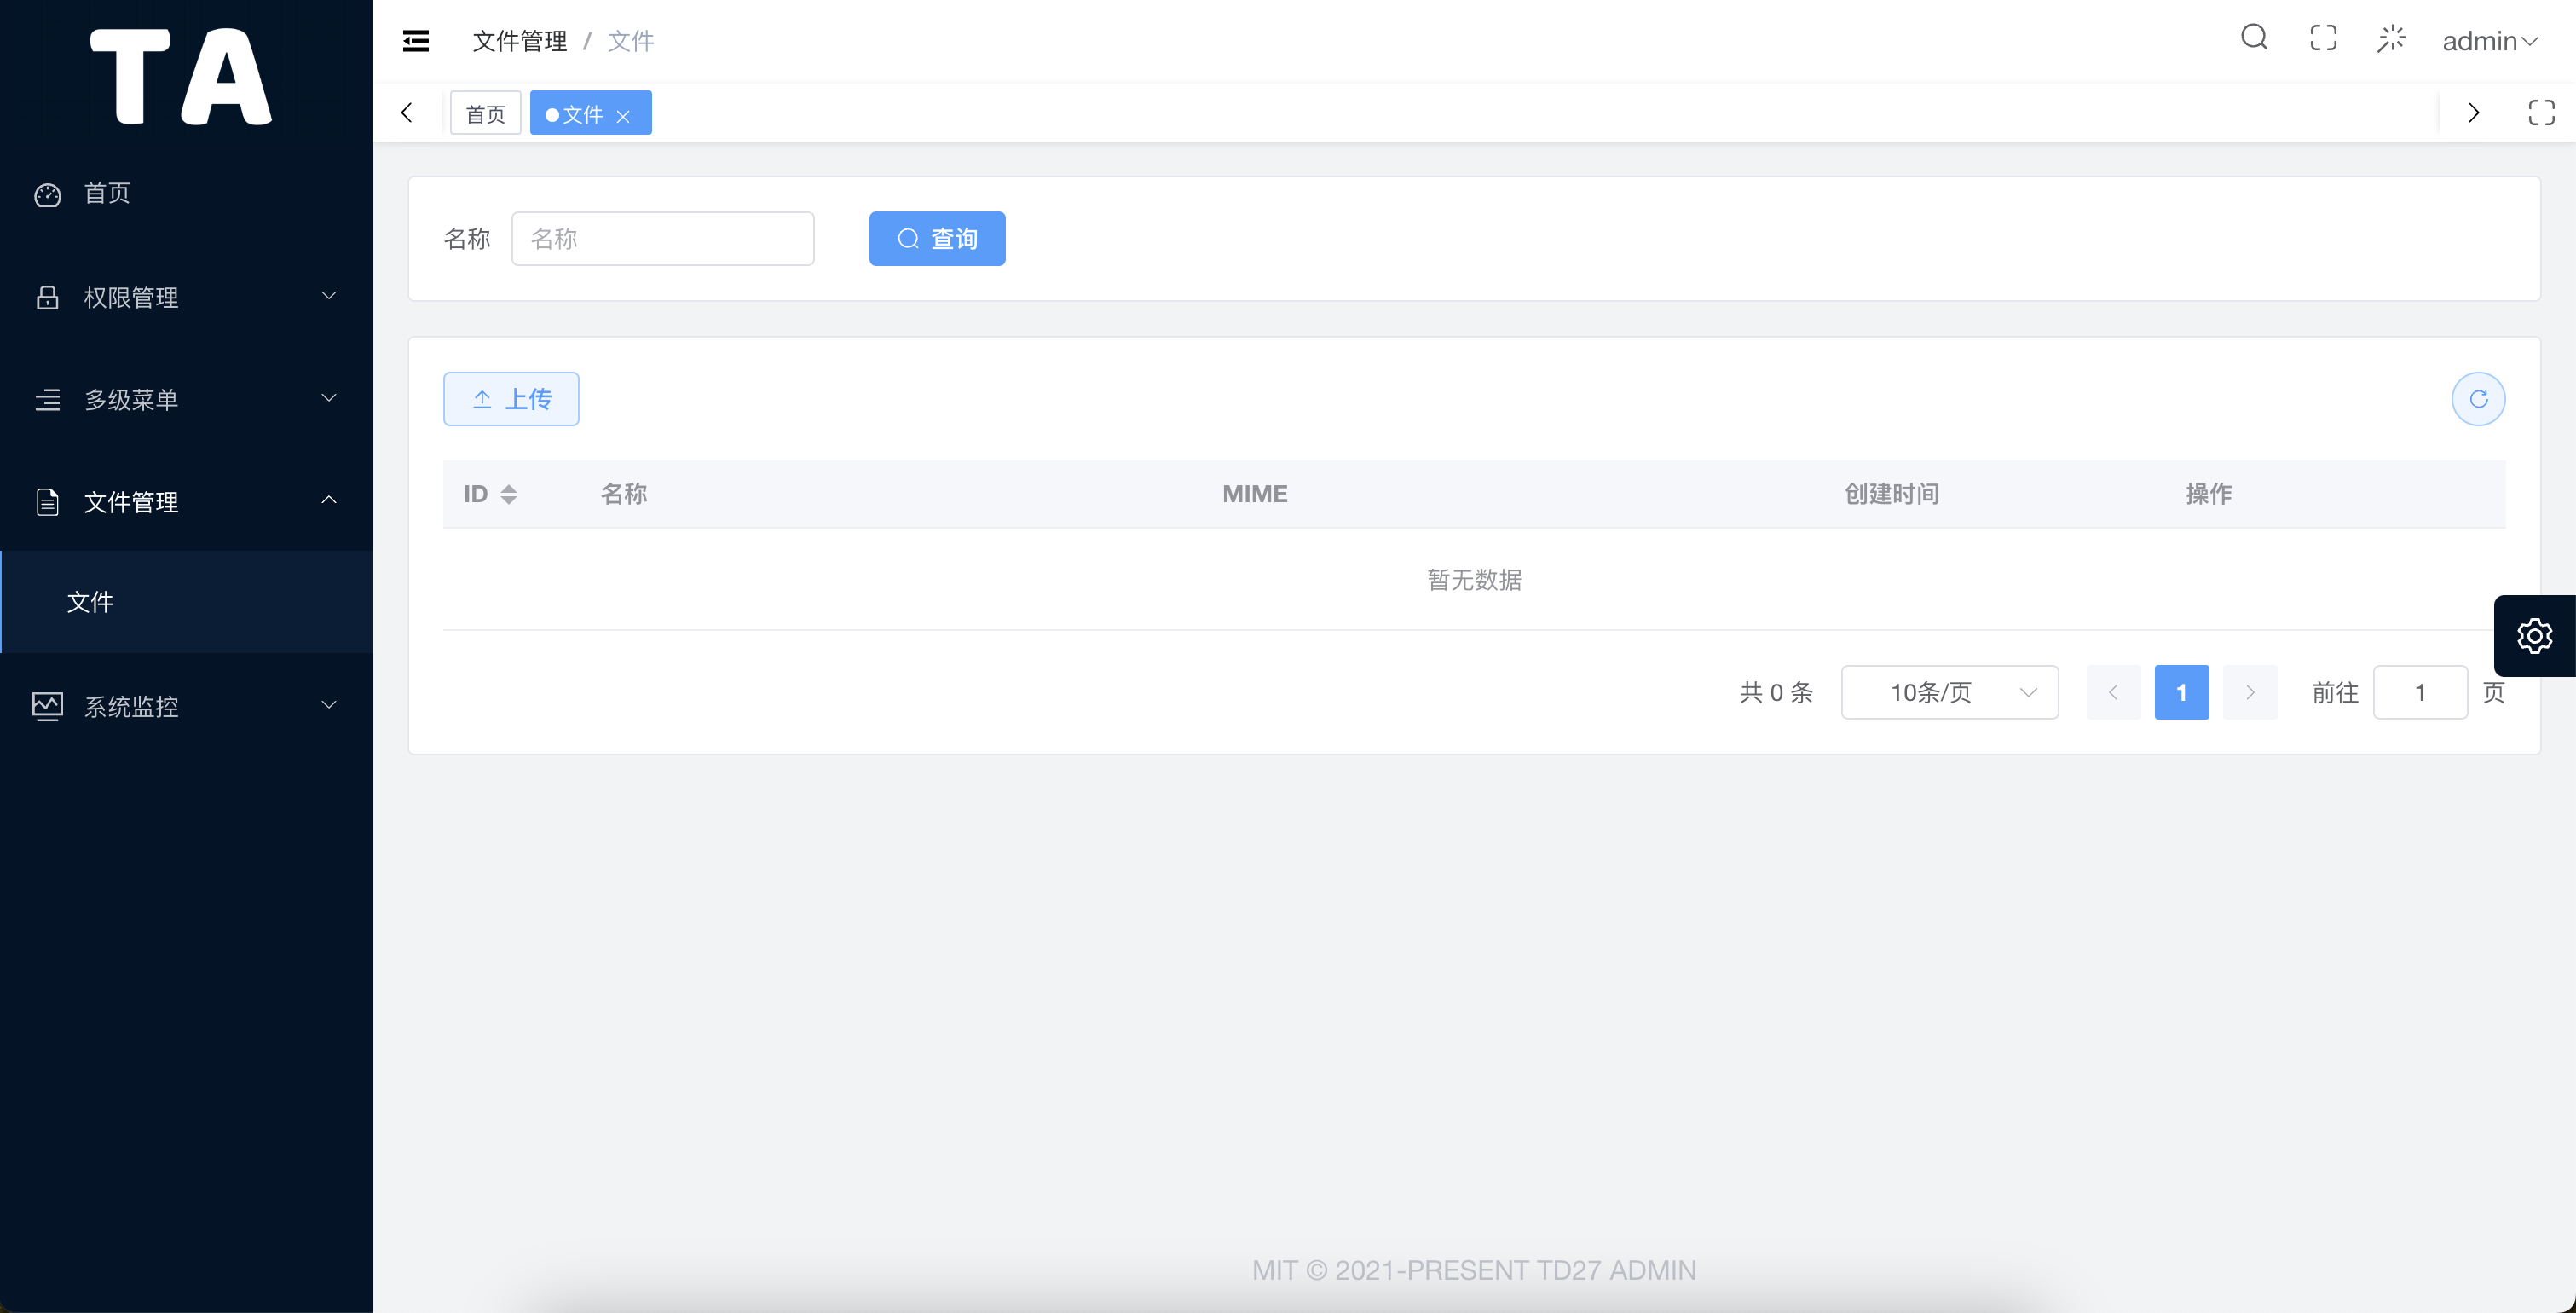 TA
首页
权限管理
多级菜单
文件管理
文件
系统监控
文件管理 / 文件
admin
首页
文件
名称 名称 查询
上传
ID 名称 MIME 创建时间 操作
暂无数据
共 0 条 10条/页 1 前往 1 页
MIT © 2021-PRESENT TD27 ADMIN